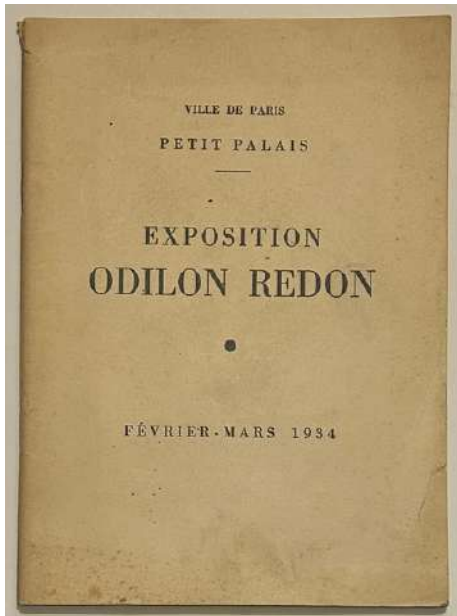 VILLE DE PARIS
PETIT PALAIS
EXPOSITION
ODILON REDON
FÉVRIER-MARS 1934